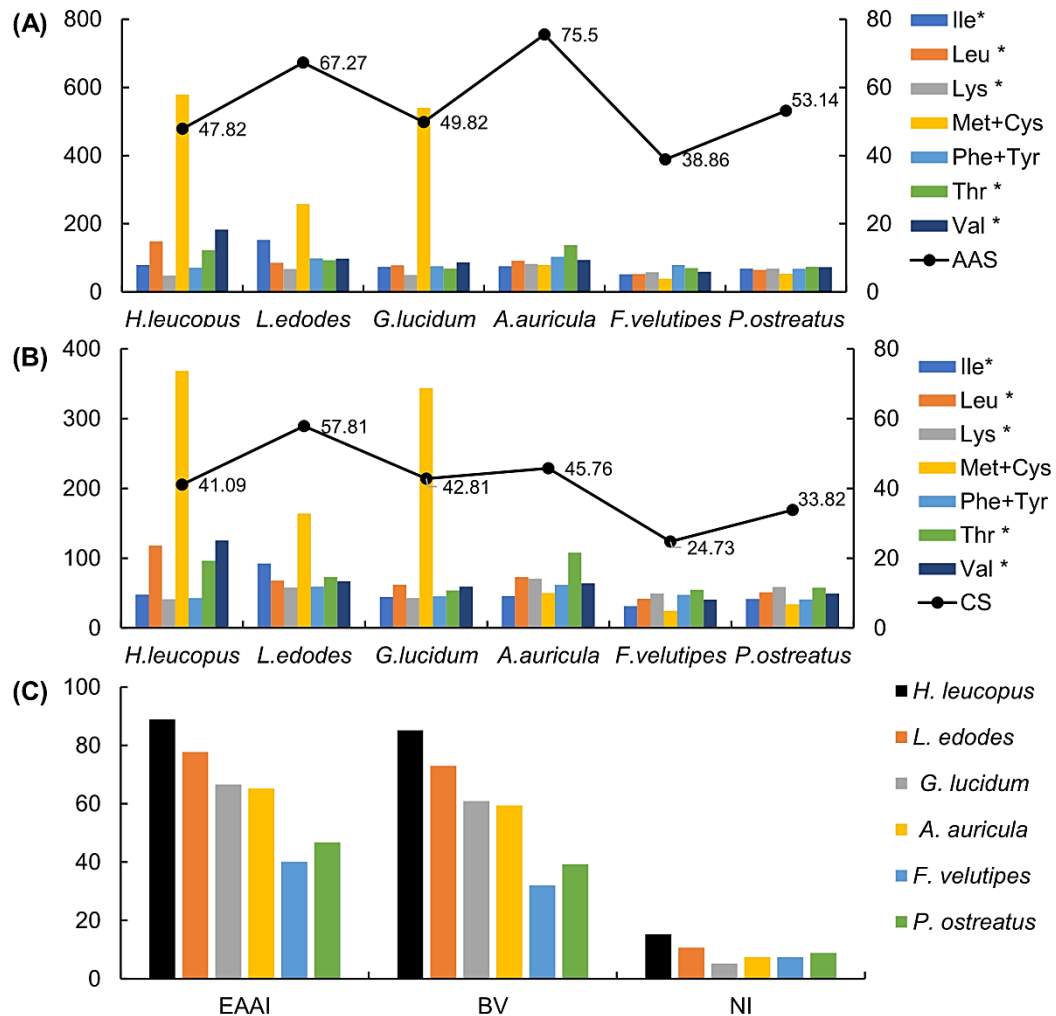 (A)
800
600
400
200
0
80
60
40
20
0
47.82
67.27
49.82
75.5
38.86
53.14
H.leucopus
L.edodes
G.lucidum
A.auricula
F.velutipes
P.ostreatus
Ile*
Leu *
Lys *
Met+Cys
Phe+Tyr
Thr *
Val *
AAS
(B)
400
300
200
100
0
80
60
40
20
0
41.09
57.81
42.81
45.76
24.73
33.82
H.leucopus
L.edodes
G.lucidum
A.auricula
F.velutipes
P.ostreatus
Ile*
Leu *
Lys *
Met+Cys
Phe+Tyr
Thr *
Val *
CS
(C)
100
80
60
40
20
0
EAAI
BV
NI
H. leucopus
L. edodes
G. lucidum
A. auricula
F. velutipes
P. ostreatus